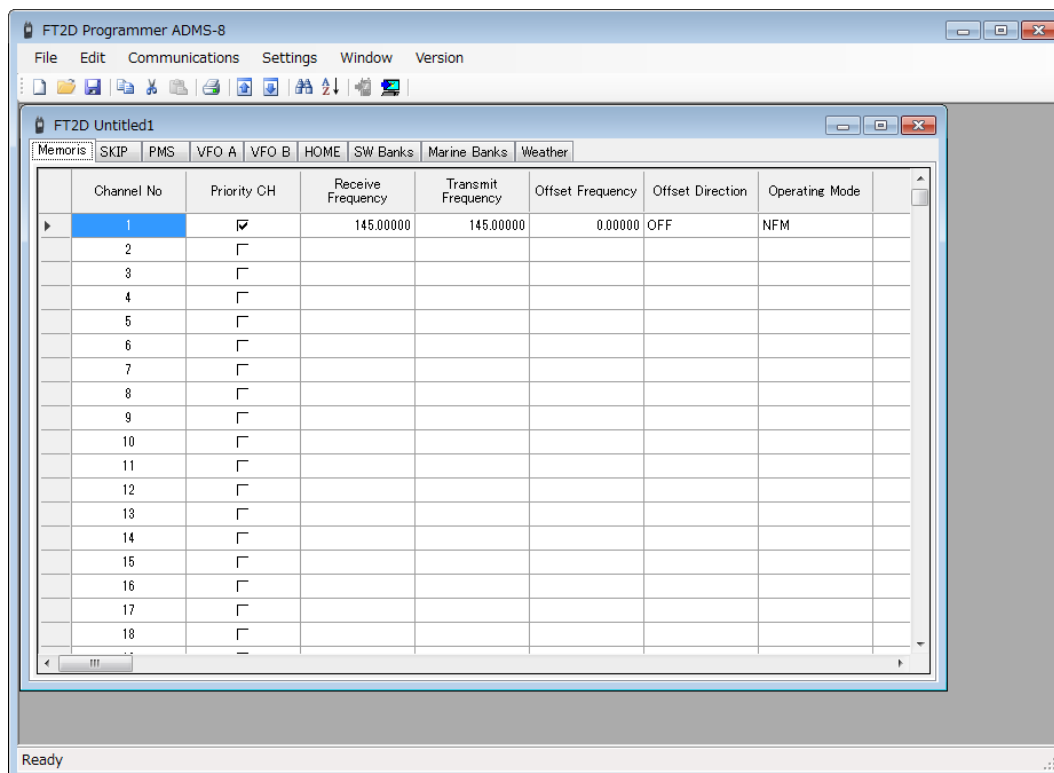 FT2D Programmer ADMS-8
File Edit Communications Settings Window Version
FT2D Untitled1
Memoris SKIP PMS VFO A VFO B HOME SW Banks Marine Banks Weather
Channel No Priority CH Receive Frequency Transmit Frequency Offset Frequency Offset Direction Operating Mode
1 145.00000 145.00000 0.00000 OFF NFM
2
3
4
5
6
7
8
9
10
11
12
13
14
15
16
17
18
Ready